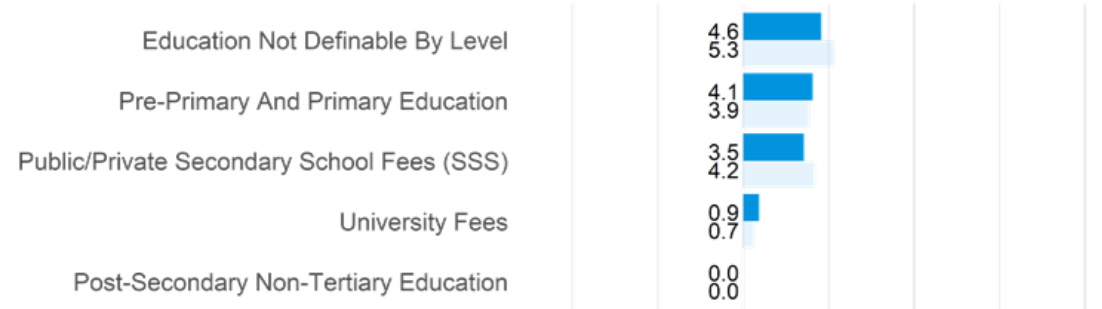 Education Not Definable By Level
4.6
5.3
Pre-Primary And Primary Education
4.1
3.9
Public/Private Secondary School Fees (SSS)
3.5
4.2
University Fees
0.9
0.7
Post-Secondary Non-Tertiary Education
0.0
0.0